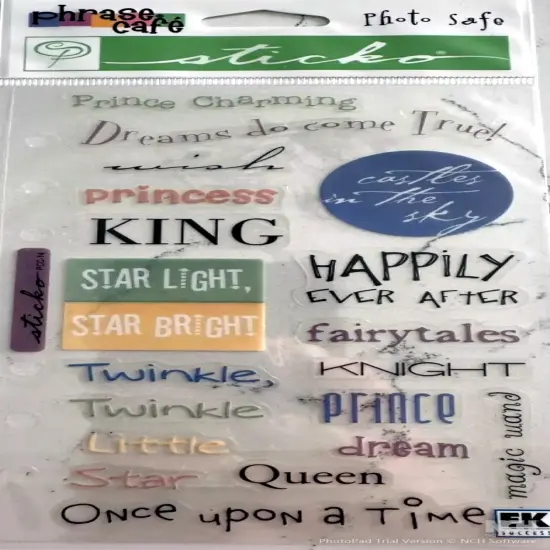 phrase café
Photo Safe
sticko®
Prince Charming
Dreams do come True!
wish
princess
castles
in the
sky
KING
STAR LIGHT,
STAR BRIGHT
HAPPILY
EVER AFTER
sticko
fairytales
Twinkle,
KNIGHT
Twinkle
PRINCE
Little
dream
magic wand
Star
Queen
Once upon a Time
EK
SUCCESS
PhotoPad Trial Version © NCH Software